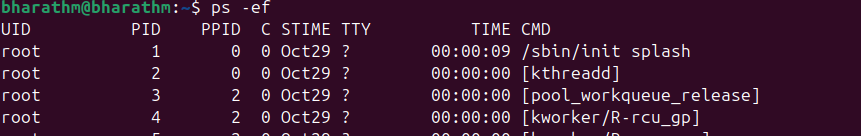 bharathm@bharathm:~$ ps -ef
UID          PID    PPID  C STIME TTY          TIME CMD
root           1       0  0 Oct29 ?        00:00:09 /sbin/init splash
root           2       0  0 Oct29 ?        00:00:00 [kthreadd]
root           3       2  0 Oct29 ?        00:00:00 [pool_workqueue_release]
root           4       2  0 Oct29 ?        00:00:00 [kworker/R-rcu_gp]